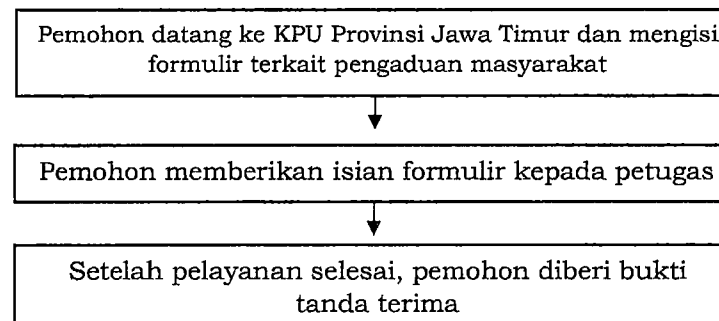 Pemohon datang ke KPU Provinsi Jawa Timur dan mengisi
formulir terkait pengaduan masyarakat
Pemohon memberikan isian formulir kepada petugas
Setelah pelayanan selesai, pemohon diberi bukti
tanda terima